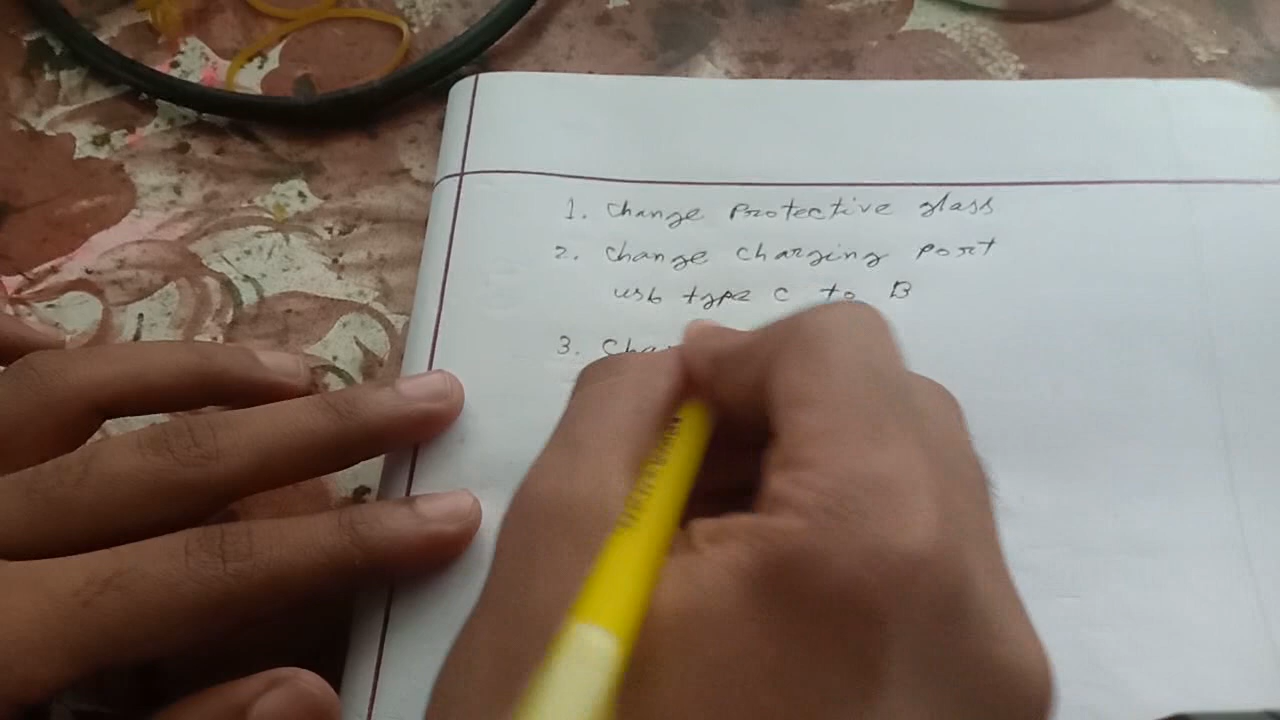 1. Change Protective glass
2. Change charging port
usb type C to B
3.